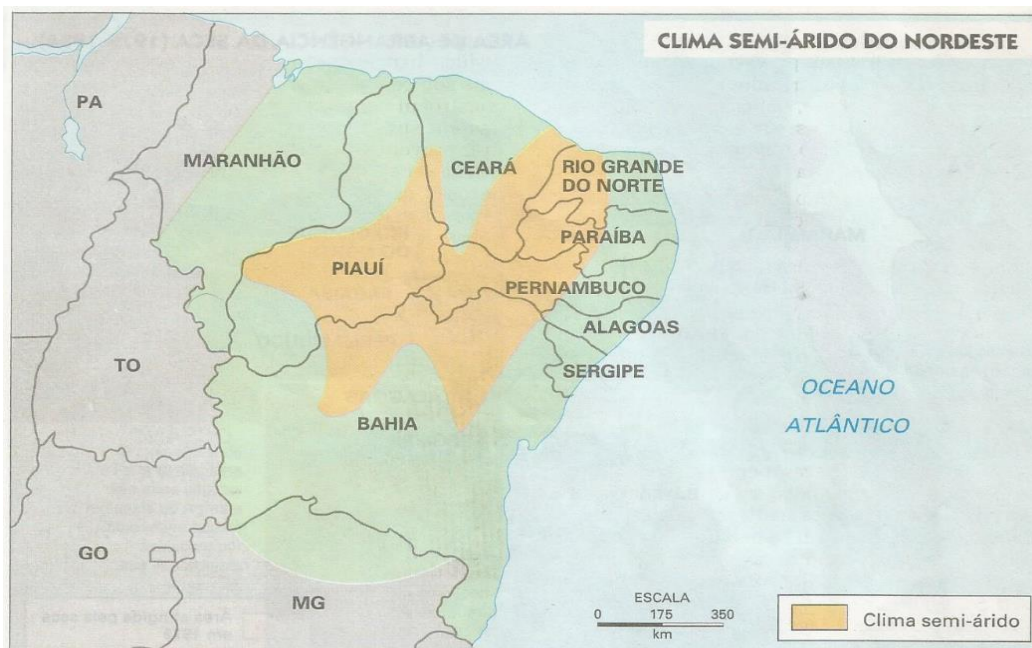 CLIMA SEMI-ÁRIDO DO NORDESTE
PA
MARANHÃO
CEARÁ
RIO GRANDE
DO NORTE
PARAÍBA
PIAUÍ
PERNAMBUCO
ALAGOAS
SERGIPE
TO
BAHIA
OCEANO
ATLÂNTICO
GO
MG
ESCALA
0 175 350
km
Clima semi-árido